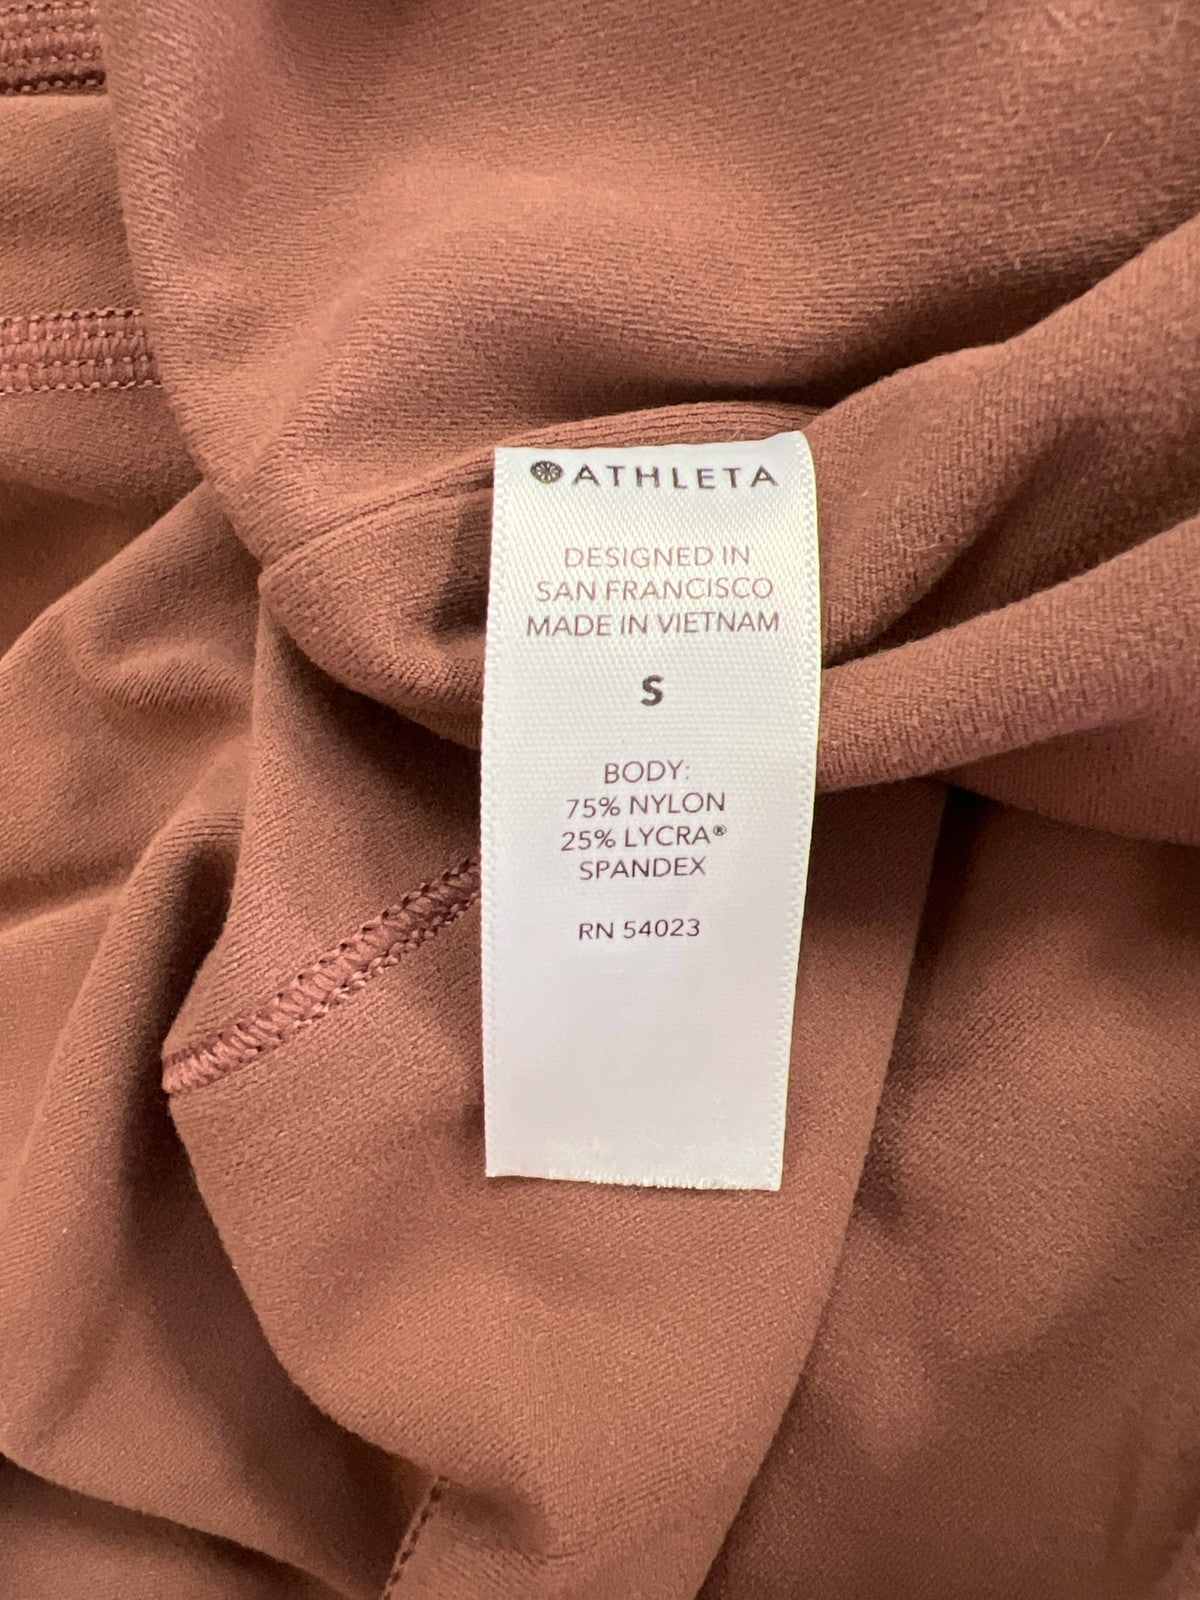 ATHLETA
DESIGNED IN
SAN FRANCISCO
MADE IN VIETNAM
S
BODY:
75% NYLON
25% LYCRA®
SPANDEX
RN 54023